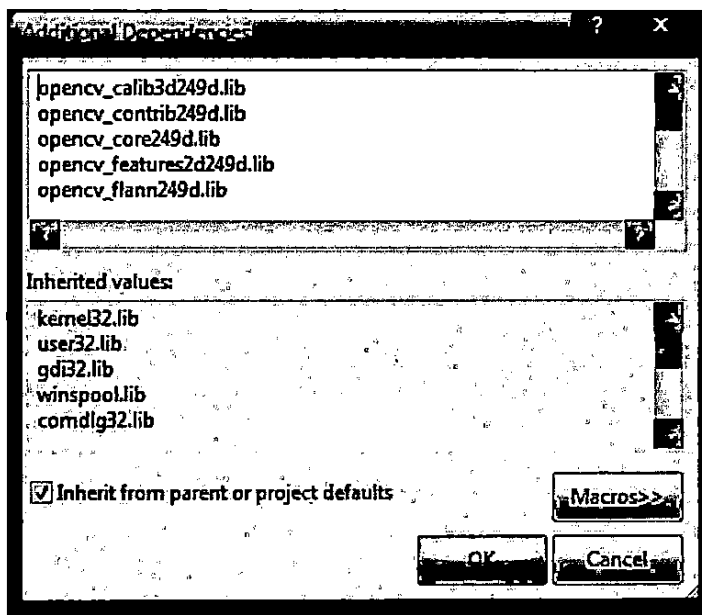 Additional Dependencies
? ×
opencv_calib3d249d.lib
opencv_contrib249d.lib
opencv_core249d.lib
opencv_features2d249d.lib
opencv_flann249d.lib
Inherited values:
kernel32.lib
user32.lib
gdi32.lib
winspool.lib
comdlg32.lib
Inherit from parent or project defaults
Macros>>
OK Cancel